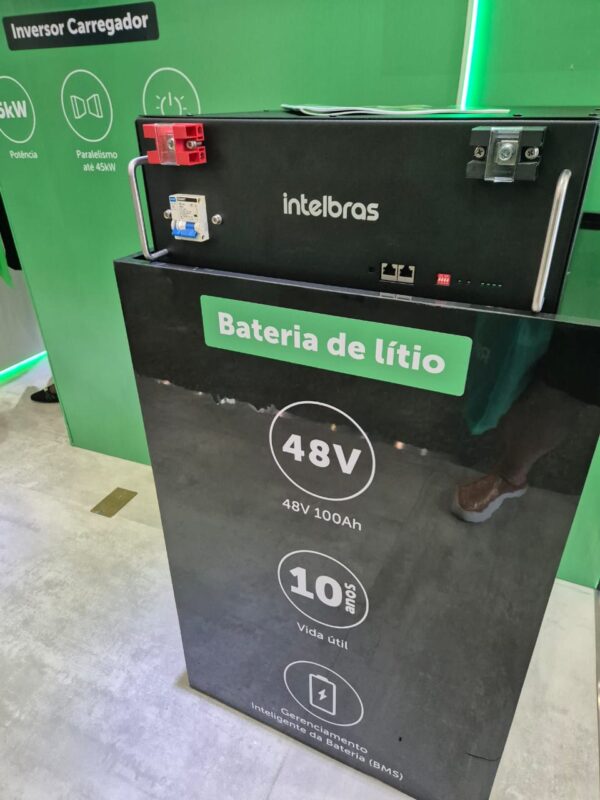 Inversor Carregador
5kW
Potência
Paralelismo
até 45kW
intelbras
Bateria de lítio
48V
48V 100Ah
10 anos
Vida útil
Gerenciamento
Inteligente da Bateria (BMS)